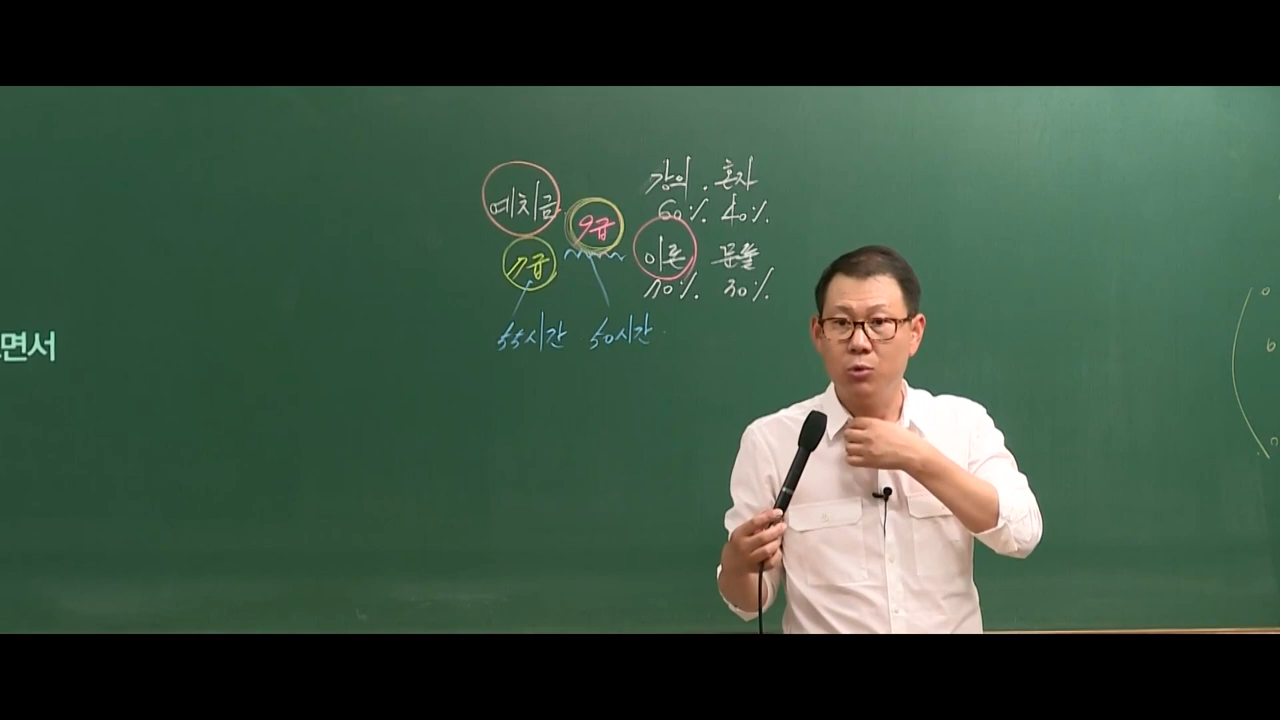 강의 . 혼자
예치금 60%. 40%.
9급
이론 문풀
7급
70%. 30%.
55시간 50시간
면서